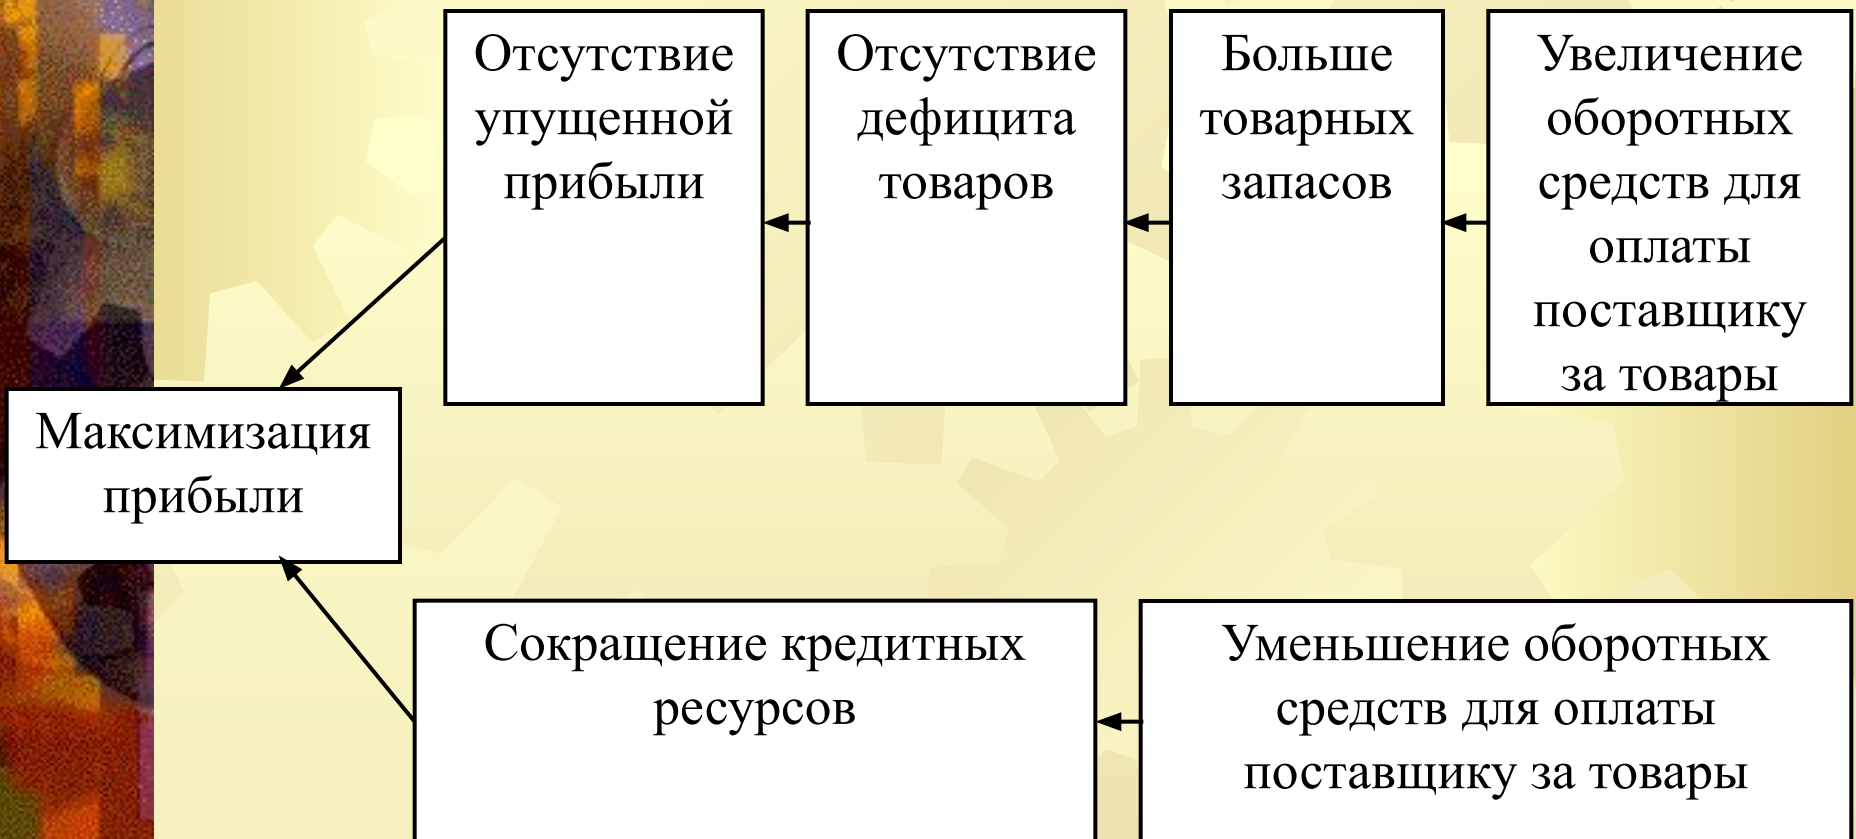 Отсутствие
упущенной
прибыли
Отсутствие
дефицита
товаров
Больше
товарных
запасов
Увеличение
оборотных
средств для
оплаты
поставщику
за товары
Максимизация
прибыли
Сокращение кредитных
ресурсов
Уменьшение оборотных
средств для оплаты
поставщику за товары